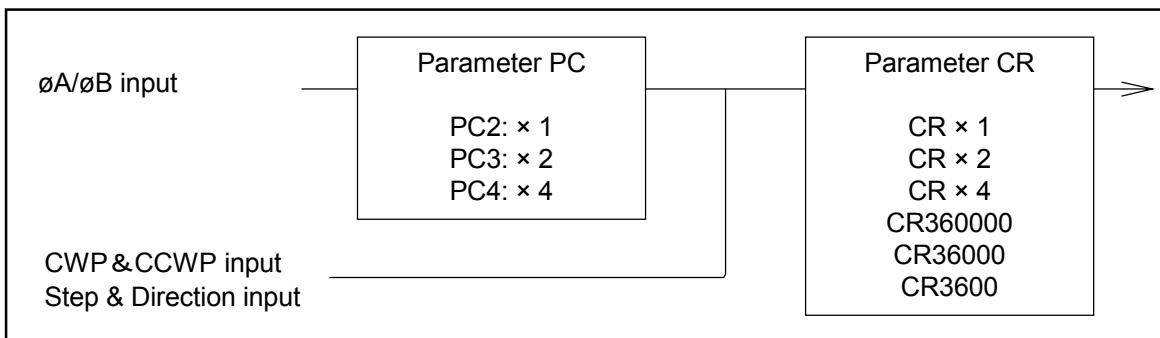 øA/øB input
Parameter PC
PC2: × 1
PC3: × 2
PC4: × 4
CWP&CCWP input
Step & Direction input
Parameter CR
CR × 1
CR × 2
CR × 4
CR360000
CR36000
CR3600